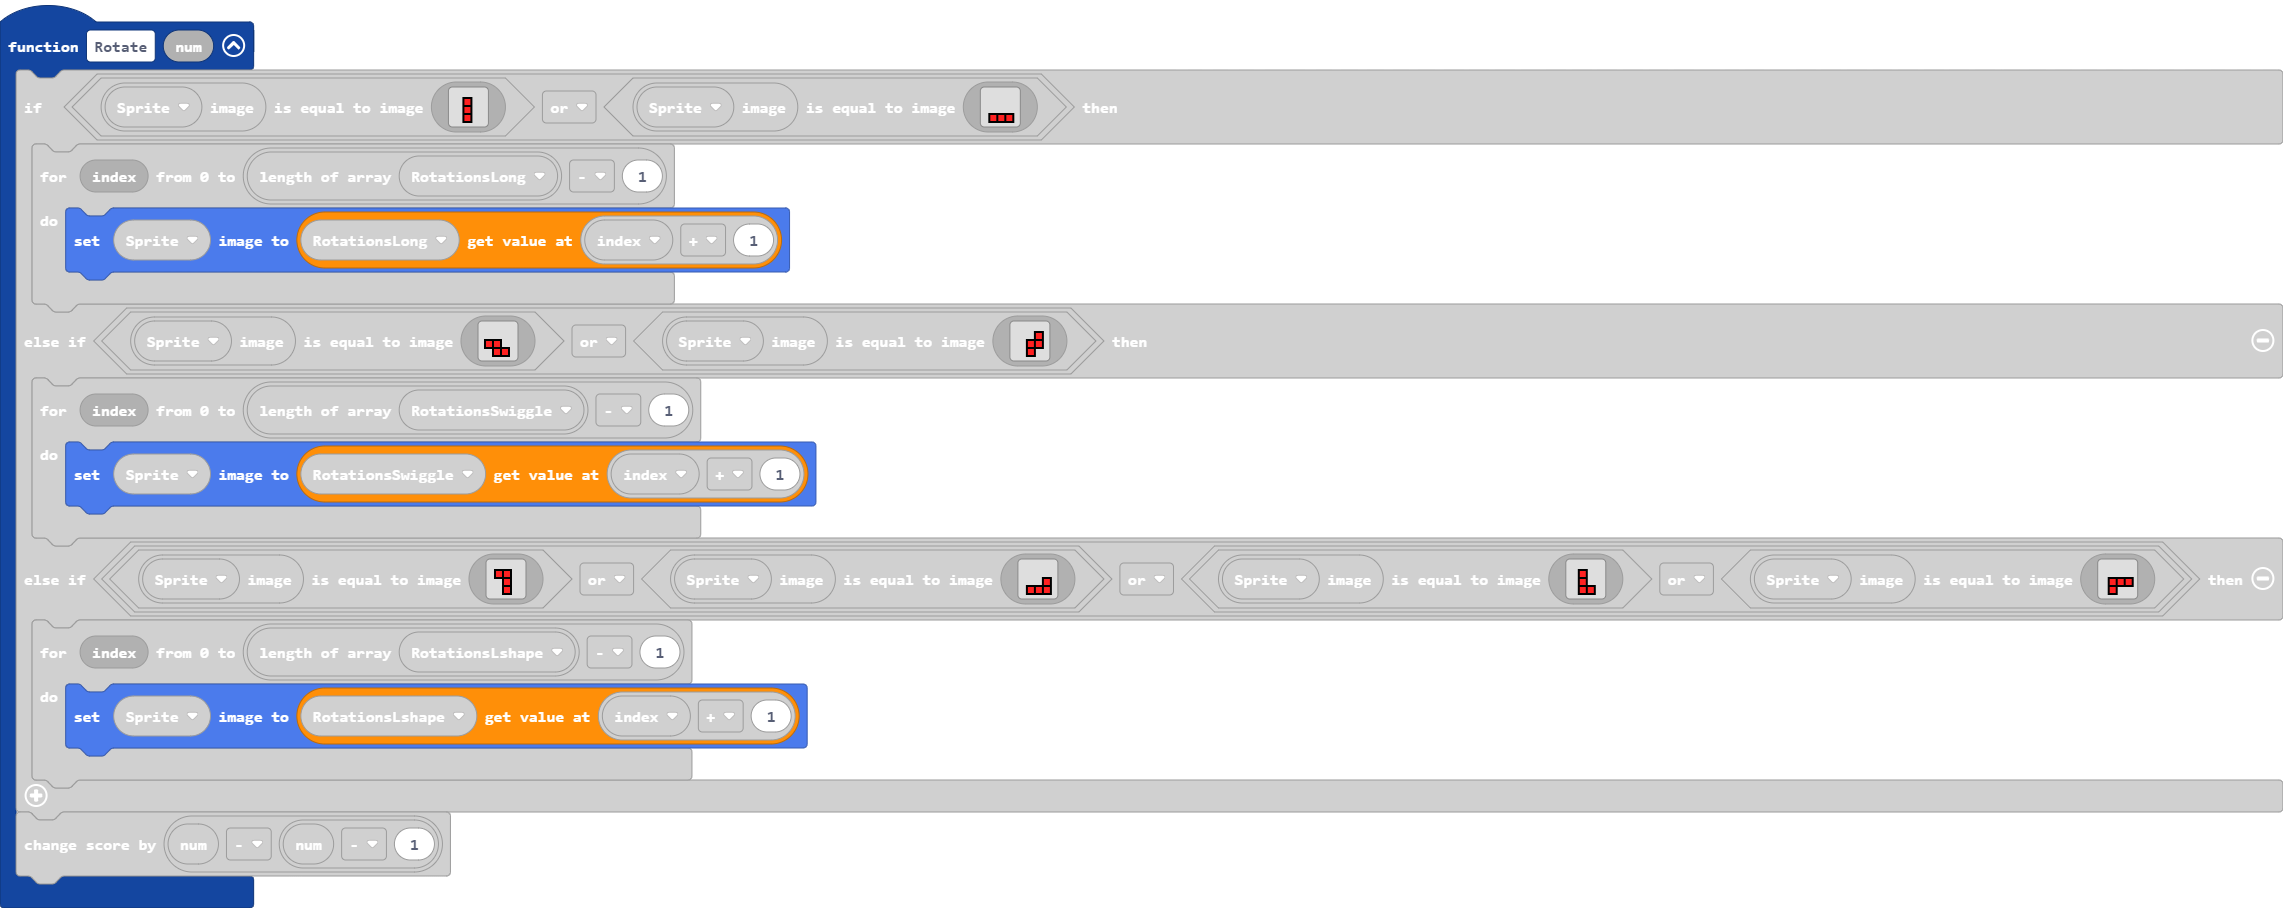 function Rotate num
if Sprite image is equal to image or Sprite image is equal to image then
for index from 0 to length of array RotationsLong - 1
do
set Sprite image to RotationsLong get value at index + 1
else if Sprite image is equal to image or Sprite image is equal to image then
for index from 0 to length of array RotationsSwiggle - 1
do
set Sprite image to RotationsSwiggle get value at index + 1
else if Sprite image is equal to image or Sprite image is equal to image or Sprite image is equal to image or Sprite image is equal to image then
for index from 0 to length of array RotationsLshape - 1
do
set Sprite image to RotationsLshape get value at index + 1
change score by num - num - 1